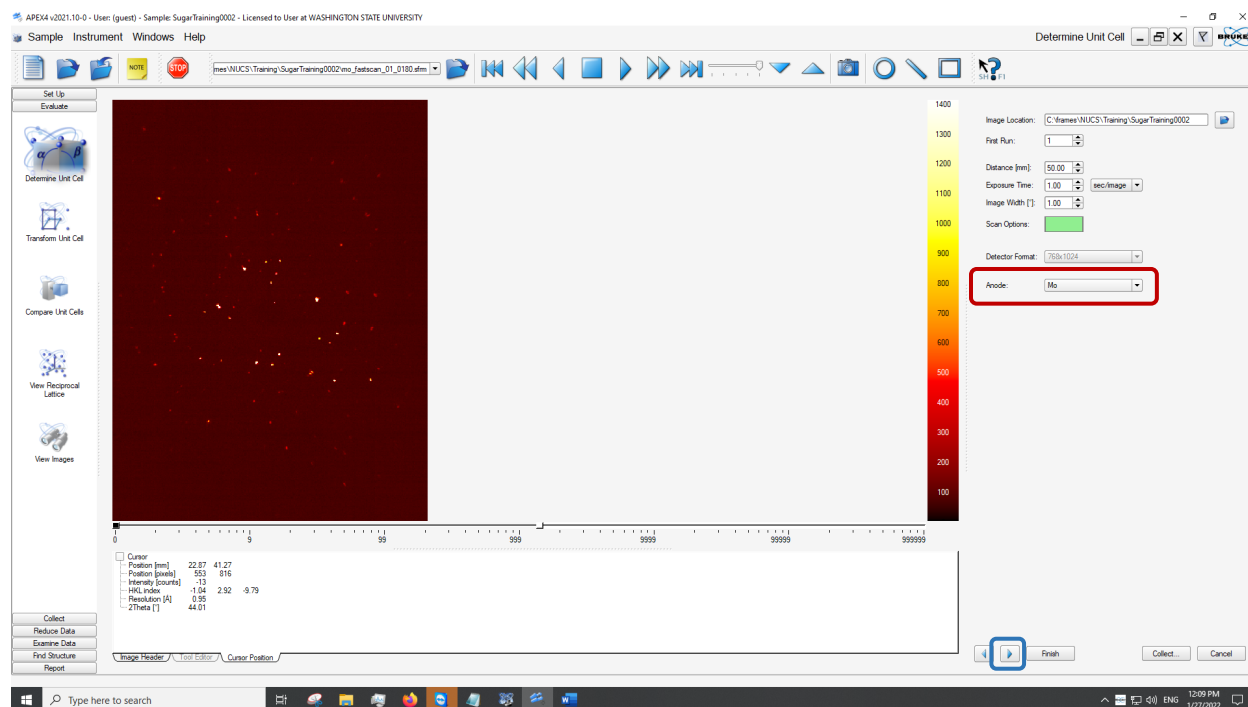 APEX4 v2021.10-0 - User: (guest) - Sample: SugarTraining0002 - Licensed to User at WASHINGTON STATE UNIVERSITY
Sample Instrument Windows Help
Determine Unit Cell
BRUKE
NOTE
STOP
mes\NUCS\Training\SugarTraining0002\mo_fastscan_01_0180.sfrm
SH FI
Set Up
Evaluate
α β
Determine Unit Cell
Transform Unit Cell
Compare Unit Cells
View Reciprocal
Lattice
View Images
Collect
Reduce Data
Examine Data
Find Structure
Report
1400
1300
1200
1100
1000
900
800
700
600
500
400
300
200
100
0 9 99 999 9999 99999 999999
Cursor
Position [mm] 22.87 41.27
Position [pixels] 553 816
Intensity [counts] -13
HKL index -1.04 2.92 -9.79
Resolution [Å] 0.95
2Theta [°] 44.01
Image Header Tool Editor Cursor Position
Image Location: C:\frames\NUCS\Training\SugarTraining0002
First Run: 1
Distance [mm]: 50.00
Exposure Time: 1.00 sec/image
Image Width [°]: 1.00
Scan Options:
Detector Format: 768x1024
Anode: Mo
Finish Collect... Cancel
Type here to search
ENG
12:09 PM
1/27/2022